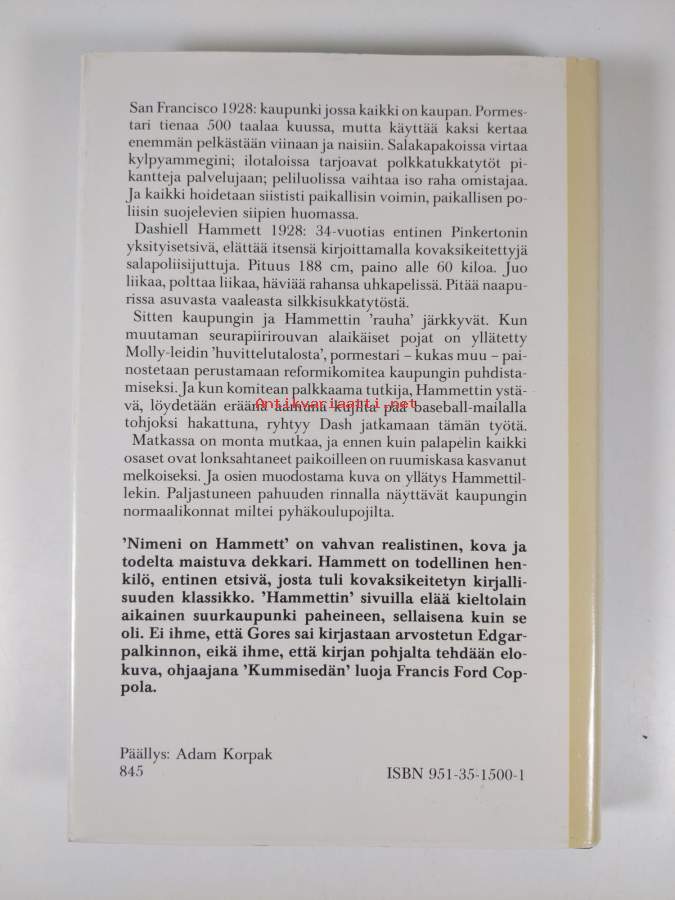 San Francisco 1928: kaupunki jossa kaikki on kaupan. Pormes-
tari tienaa 500 taalaa kuussa, mutta käyttää kaksi kertaa
enemmän pelkästään viinaan ja naisiin. Salakapakoissa virtaa
kylpyammegini; ilotaloissa tarjoavat polkkatukkatytöt pi-
kantteja palvelujaan; peliluolissa vaihtaa iso raha omistajaa.
Ja kaikki hoidetaan siististi paikallisin voimin, paikallisen po-
liisin suojelevien siipien huomassa.
Dashiell Hammett 1928: 34-vuotias entinen Pinkertonin
yksityisetsivä, elättää itsensä kirjoittamalla kovaksikeitettyjä
salapoliisijuttuja. Pituus 188 cm, paino alle 60 kiloa. Juo
liikaa, polttaa liikaa, häviää rahansa uhkapelissä. Pitää naapu-
rissa asuvasta vaaleasta silkkisukkatytöstä.
Sitten kaupungin ja Hammettin 'rauha' järkkyvät. Kun
muutaman seurapiirirouvan alaikäiset pojat on yllätetty
Molly-leidin 'huvittelutalosta', pormestari – kukas muu – pai-
nostetaan perustamaan reformikomitea kaupungin puhdista-
miseksi. Ja kun komitean palkkaama tutkija, Hammettin ystä-
vä, löydetään eräänä aamuna kujilta pää baseball-mailalla
Antikvariaatti.net
tohjoksi hakattuna, ryhtyy Dash jatkamaan tämän työtä.
Matkassa on monta mutkaa, ja ennen kuin palapelin kaikki
osaset ovat lonksahtaneet paikoilleen on ruumiskasa kasvanut
melkoiseksi. Ja osien muodostama kuva on yllätys Hammettil-
lekin. Paljastuneen pahuuden rinnalla näyttävät kaupungin
normaalikonnat miltei pyhäkoulupojilta.
'Nimeni on Hammett' on vahvan realistinen, kova ja
todelta maistuva dekkari. Hammett on todellinen hen-
kilö, entinen etsivä, josta tuli kovaksikeitetyn kirjalli-
suuden klassikko. 'Hammettin' sivuilla elää kieltolain
aikainen suurkaupunki paheineen, sellaisena kuin se
oli. Ei ihme, että Gores sai kirjastaan arvostetun Edgar-
palkinnon, eikä ihme, että kirjan pohjalta tehdään elo-
kuva, ohjaajana 'Kummisedän' luoja Francis Ford Cop-
pola.
Päällys: Adam Korpak
845 ISBN 951-35-1500-1